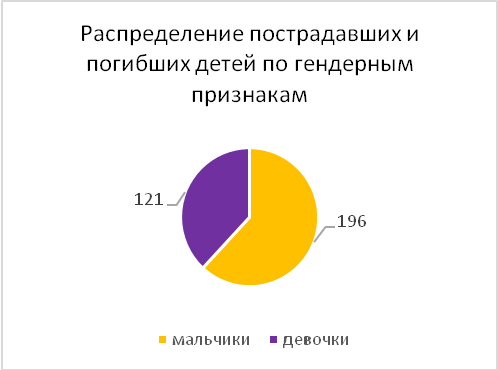 Распределение пострадавших и
погибших детей по гендерным
признакам
121
196
мальчики девочки